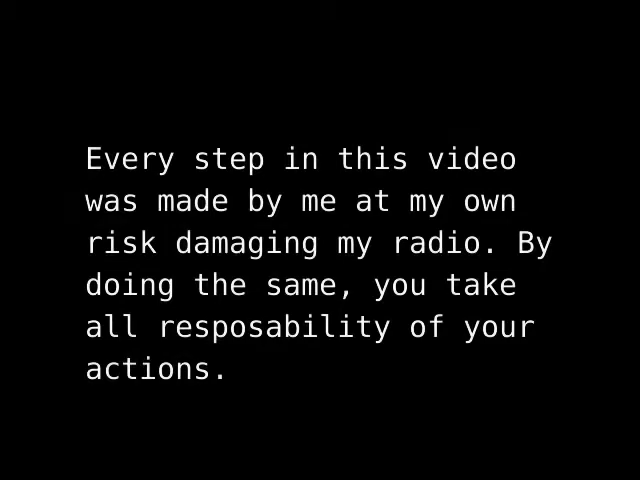 Every step in this video
was made by me at my own
risk damaging my radio. By
doing the same, you take
all resposability of your
actions.